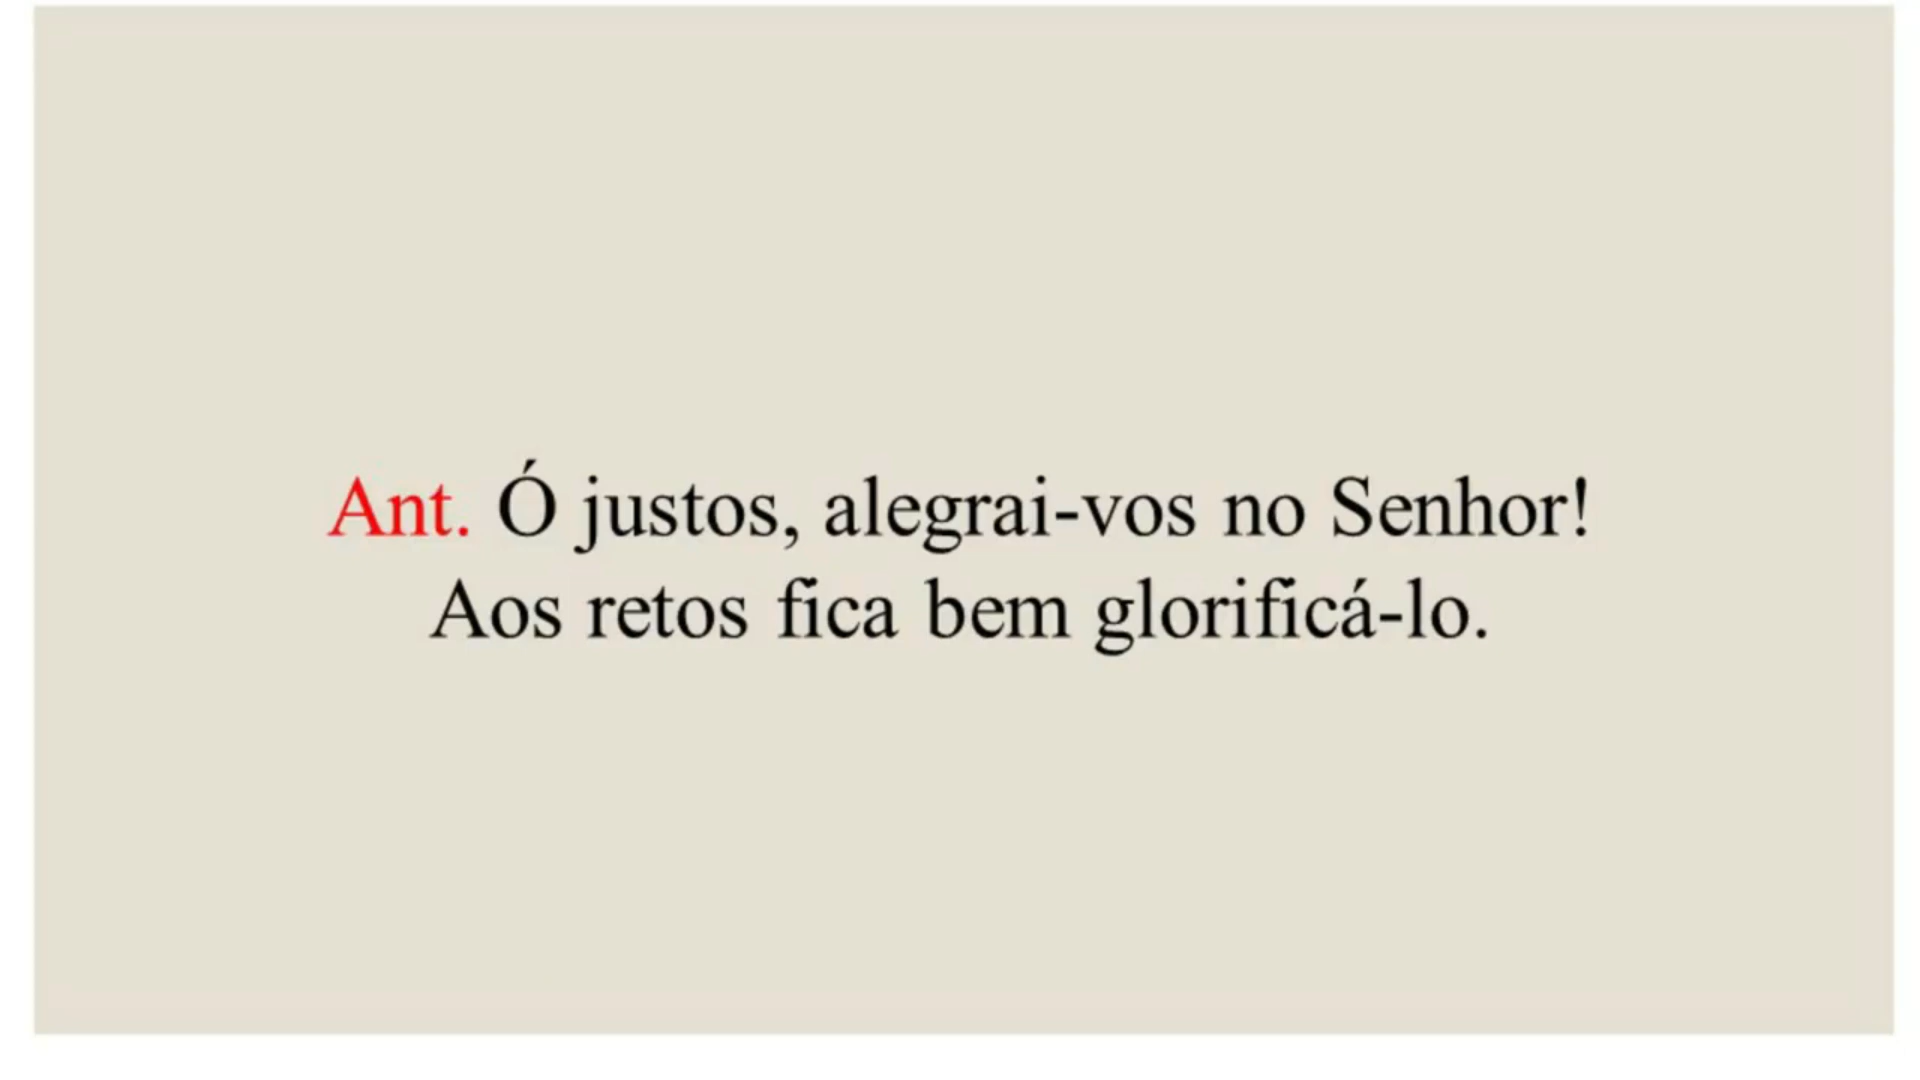 Ant. Ó justos, alegrai-vos no Senhor!
Aos retos fica bem glorificá-lo.